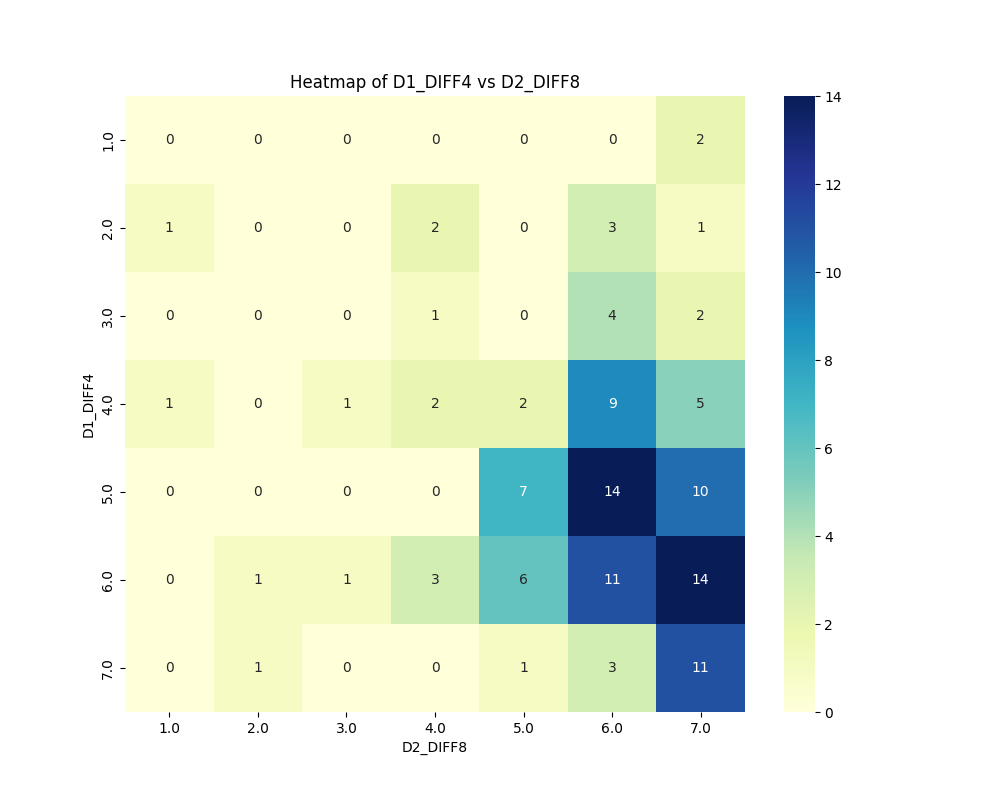 Heatmap of D1_DIFF4 vs D2_DIFF8
D1_DIFF4
1.0 0 0 0 0 0 0 2
2.0 1 0 0 2 0 3 1
3.0 0 0 0 1 0 4 2
4.0 1 0 1 2 2 9 5
5.0 0 0 0 0 7 14 10
6.0 0 1 1 3 6 11 14
7.0 0 1 0 0 1 3 11
1.0 2.0 3.0 4.0 5.0 6.0 7.0
D2_DIFF8
14
12
10
8
6
4
2
0